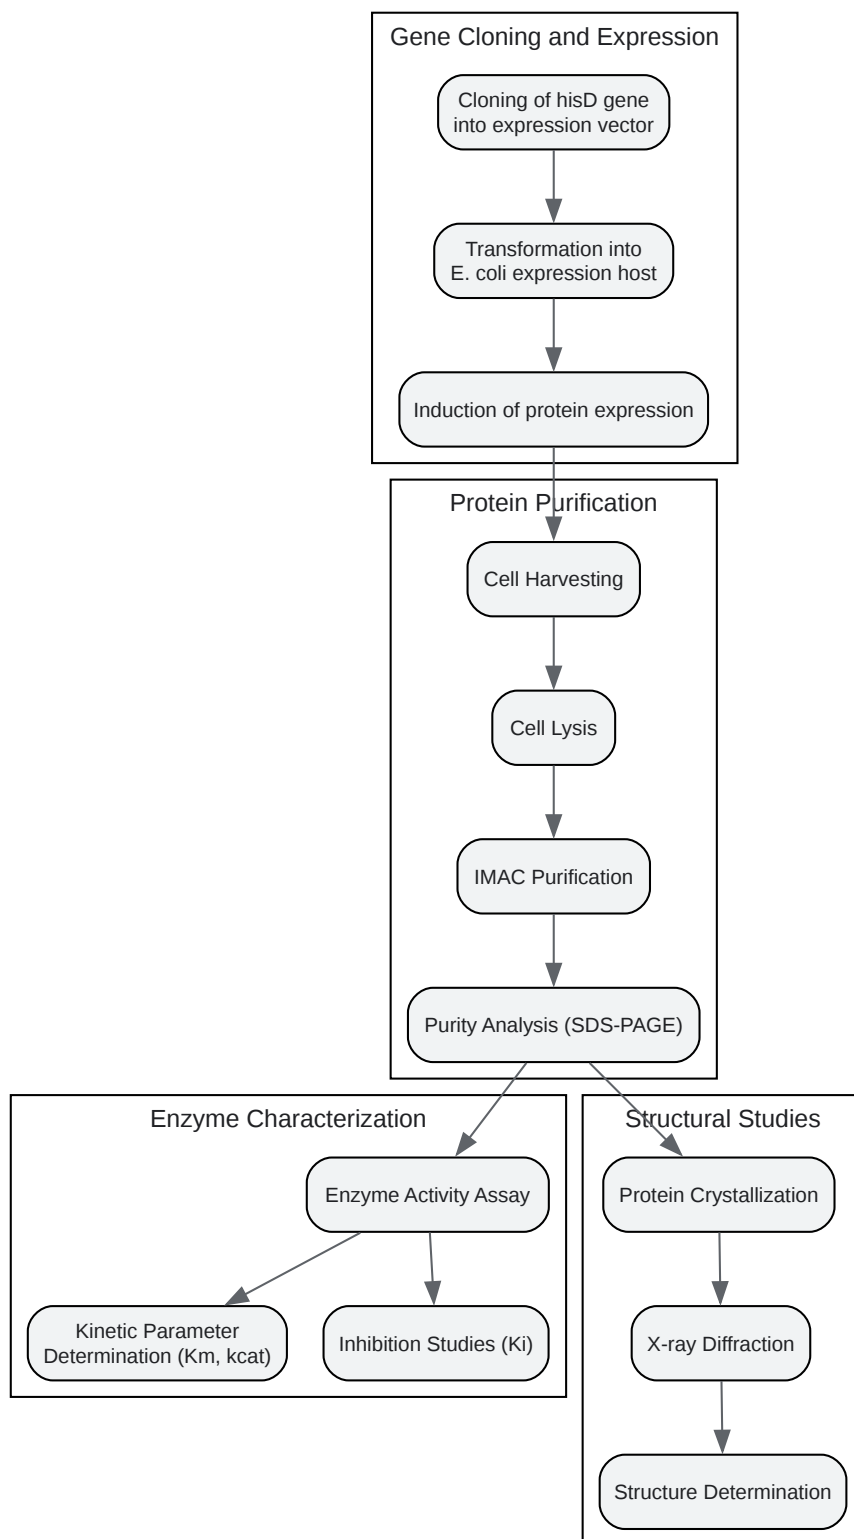 Gene Cloning and Expression
Cloning of hisD gene
into expression vector
Transformation into
E. coli expression host
Induction of protein expression
Protein Purification
Cell Harvesting
Cell Lysis
IMAC Purification
Purity Analysis (SDS-PAGE)
Enzyme Characterization
Enzyme Activity Assay
Kinetic Parameter
Determination (Km, kcat)
Inhibition Studies (Ki)
Structural Studies
Protein Crystallization
X-ray Diffraction
Structure Determination